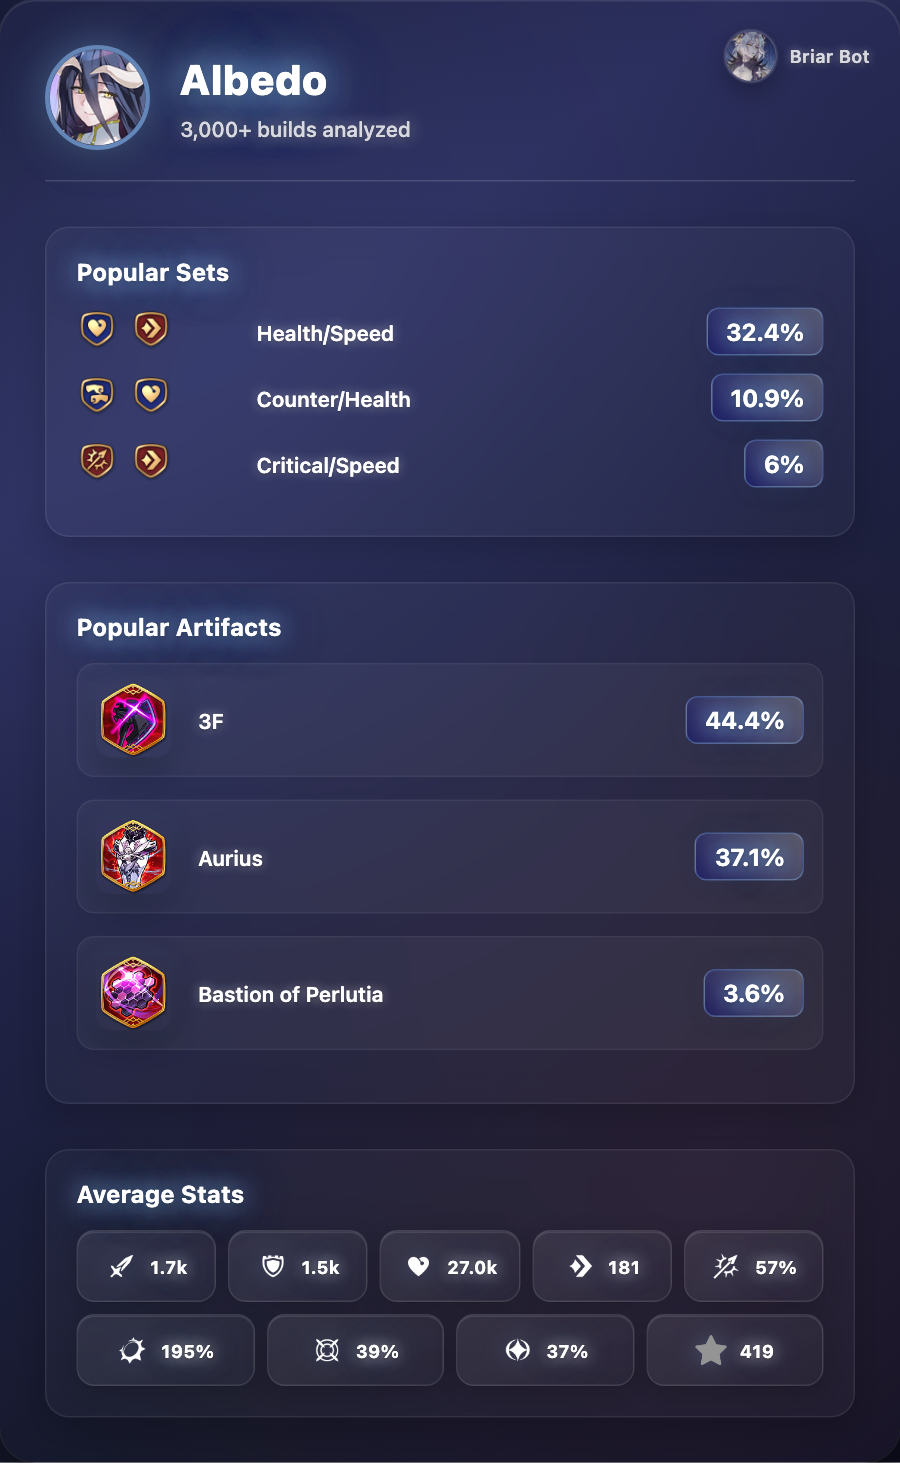 Albedo
3,000+ builds analyzed
Briar Bot
Popular Sets
Health/Speed 32.4%
Counter/Health 10.9%
Critical/Speed 6%
Popular Artifacts
3F 44.4%
Aurius 37.1%
Bastion of Perlutia 3.6%
Average Stats
1.7k 1.5k 27.0k 181 57%
195% 39% 37% 419